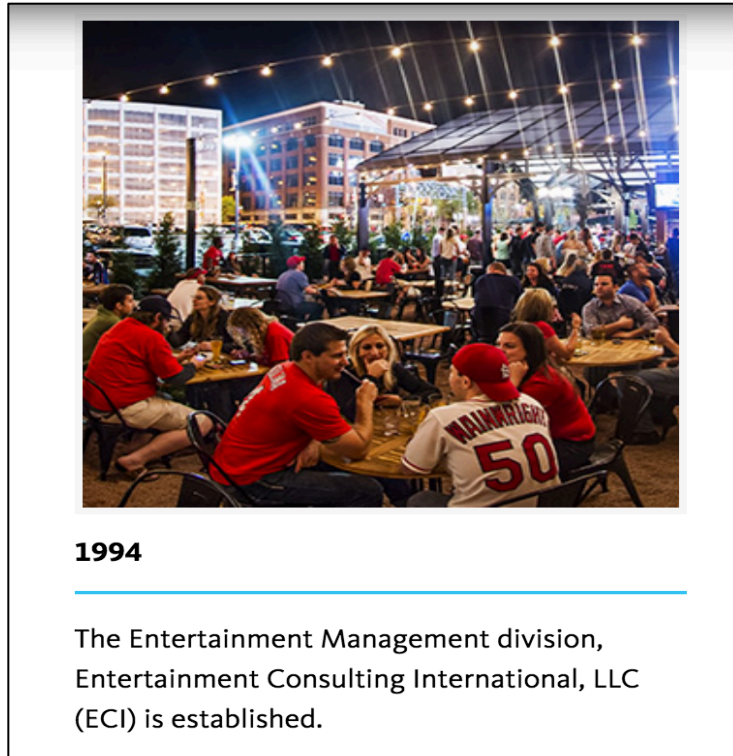 WAINWRIGHT
50
1994
The Entertainment Management division,
Entertainment Consulting International, LLC
(ECI) is established.